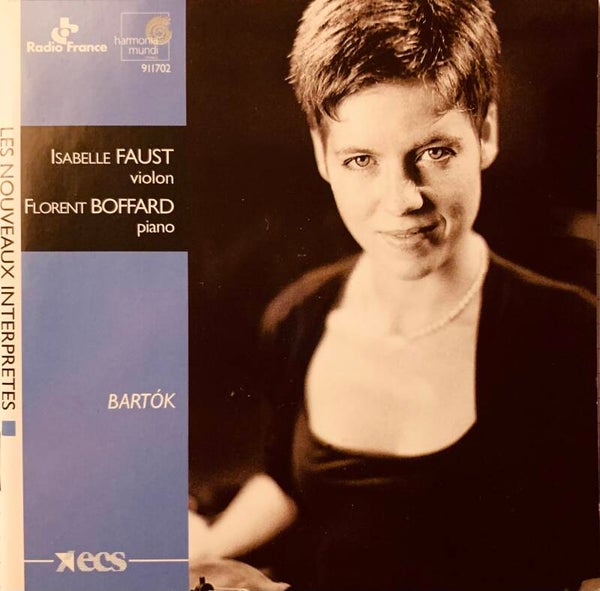 Radio France
harmonia
mundi
911702
ISABELLE FAUST
violon
FLORENT BOFFARD
piano
LES NOUVEAUX INTERPRETES
BARTÓK
ecs